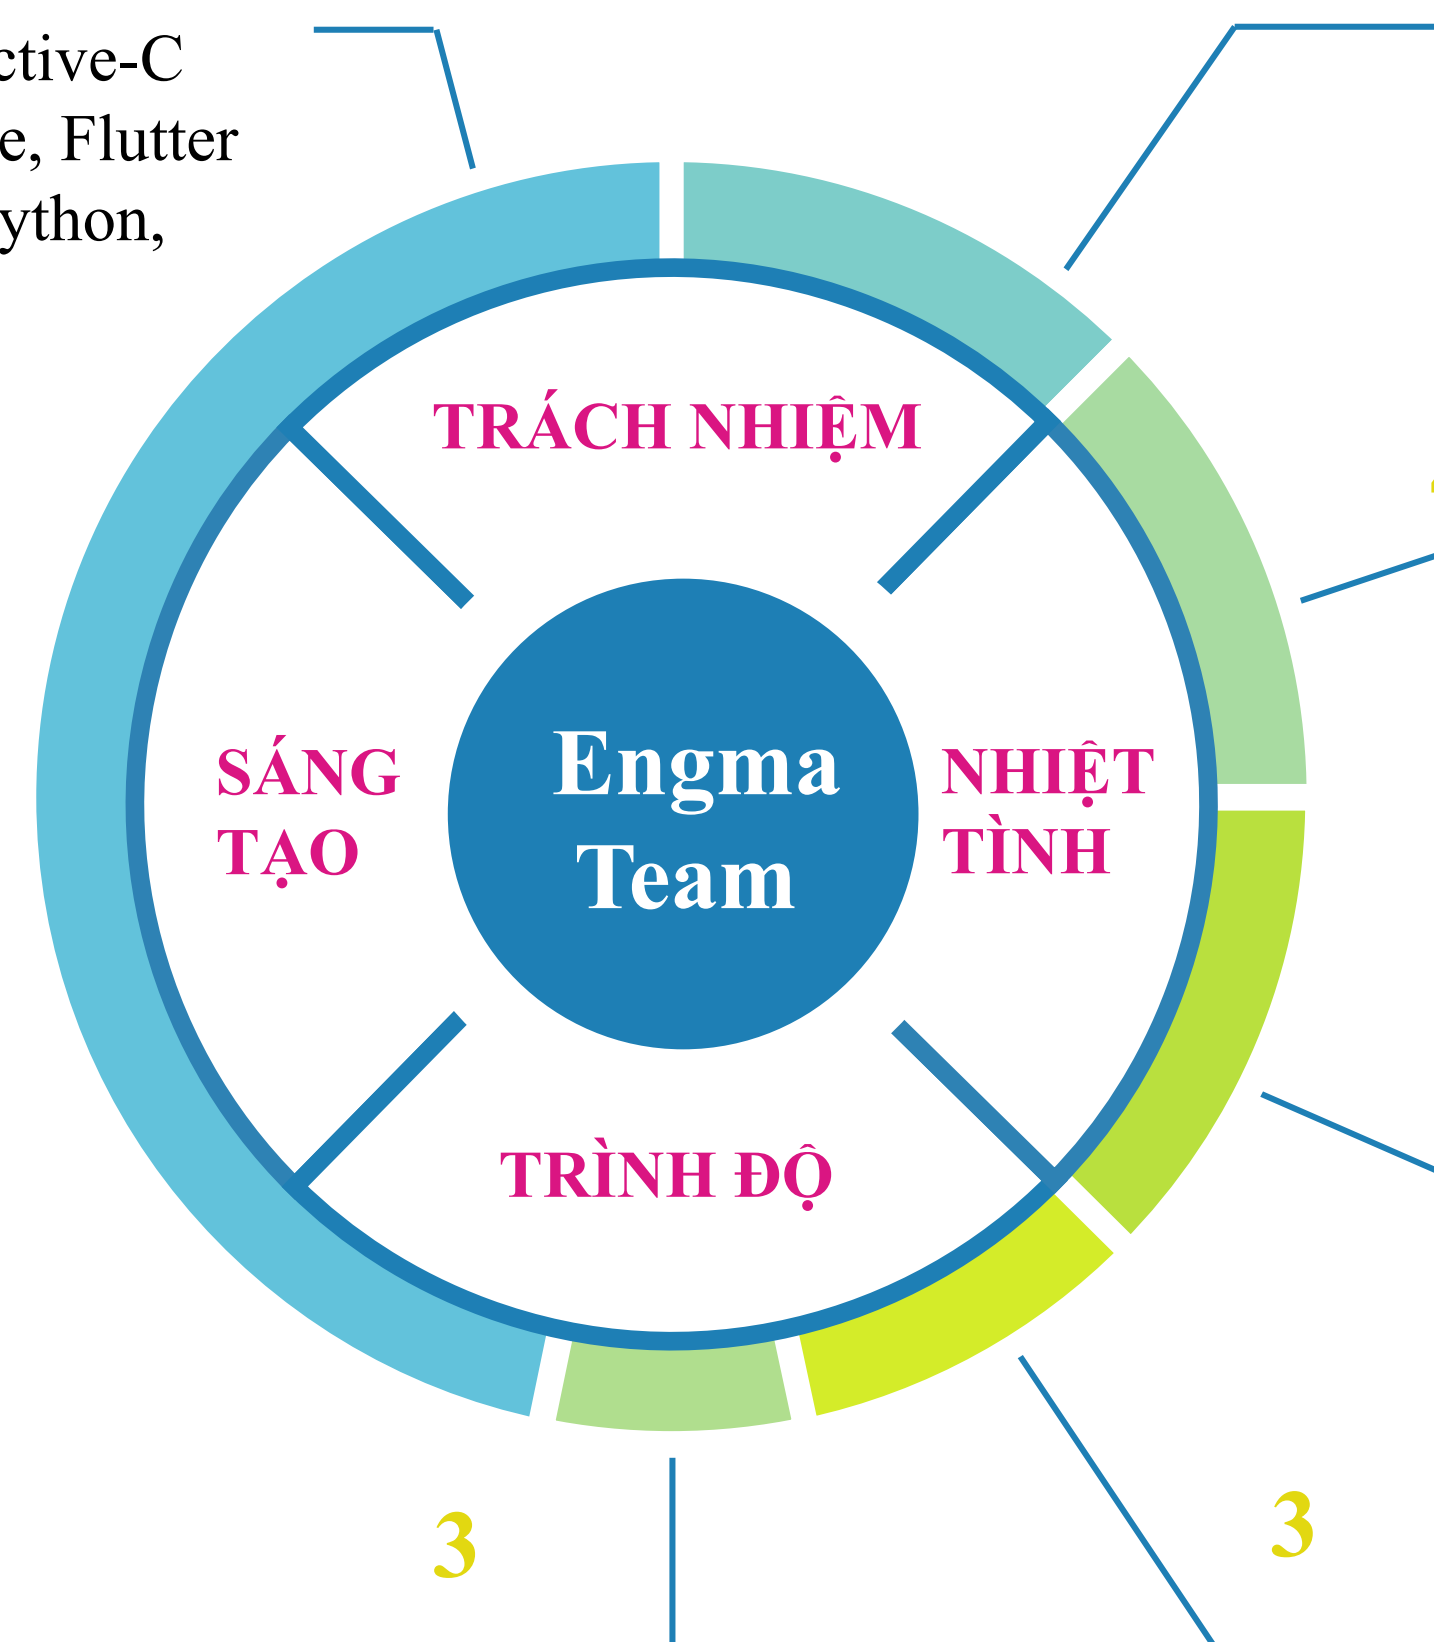 ctive-C
e, Flutter
ython,
TRÁCH NHIỆM
SÁNG
TẠO
Engma
Team
NHIỆT
TÌNH
TRÌNH ĐỘ
3
3